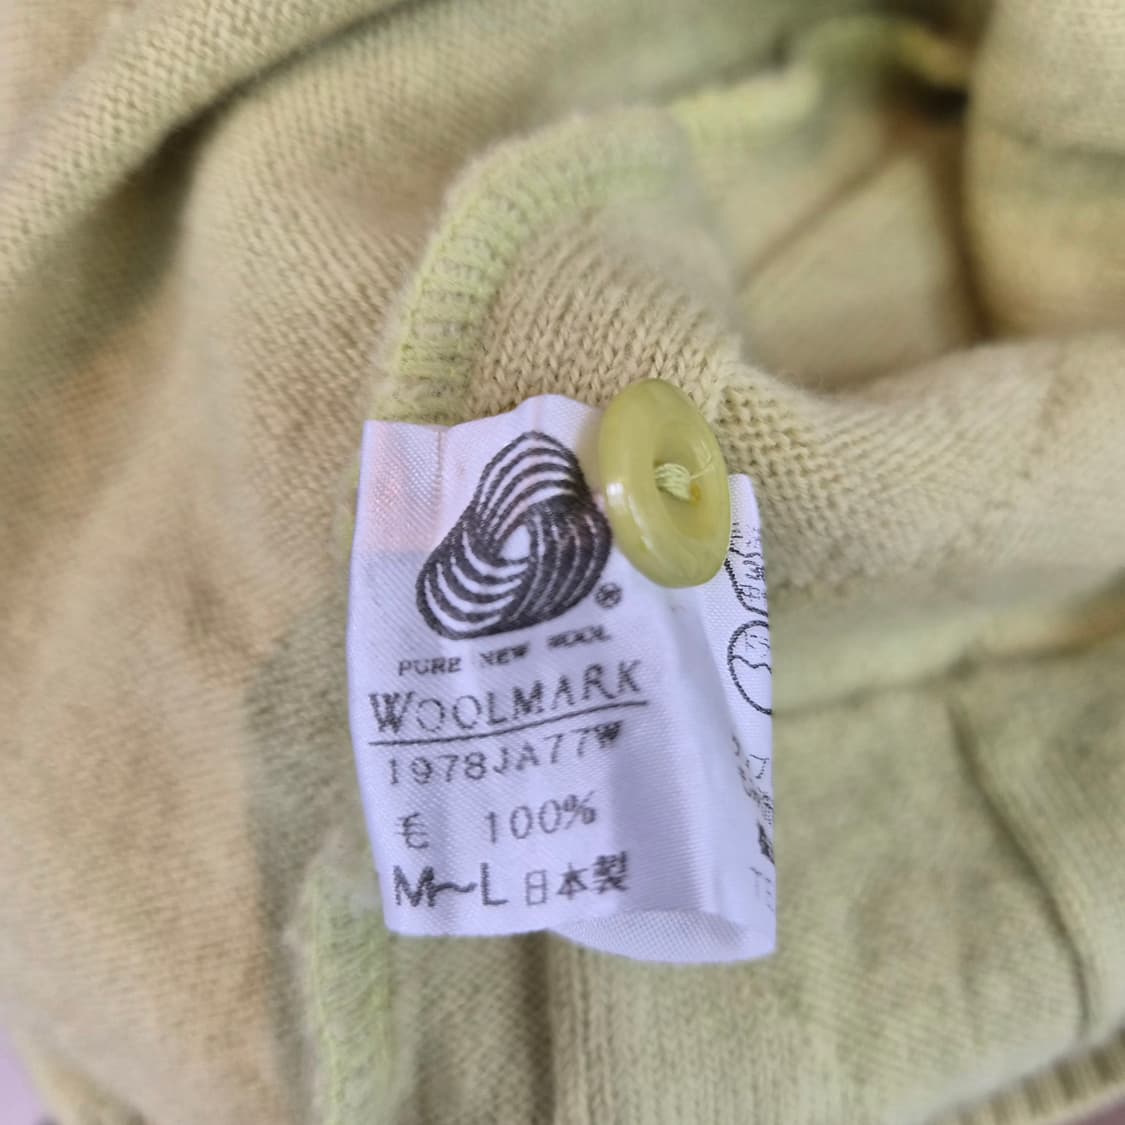 ®
PURE NEW WOOL
WOOLMARK
1978JA77W
毛 100%
M~L 日本製